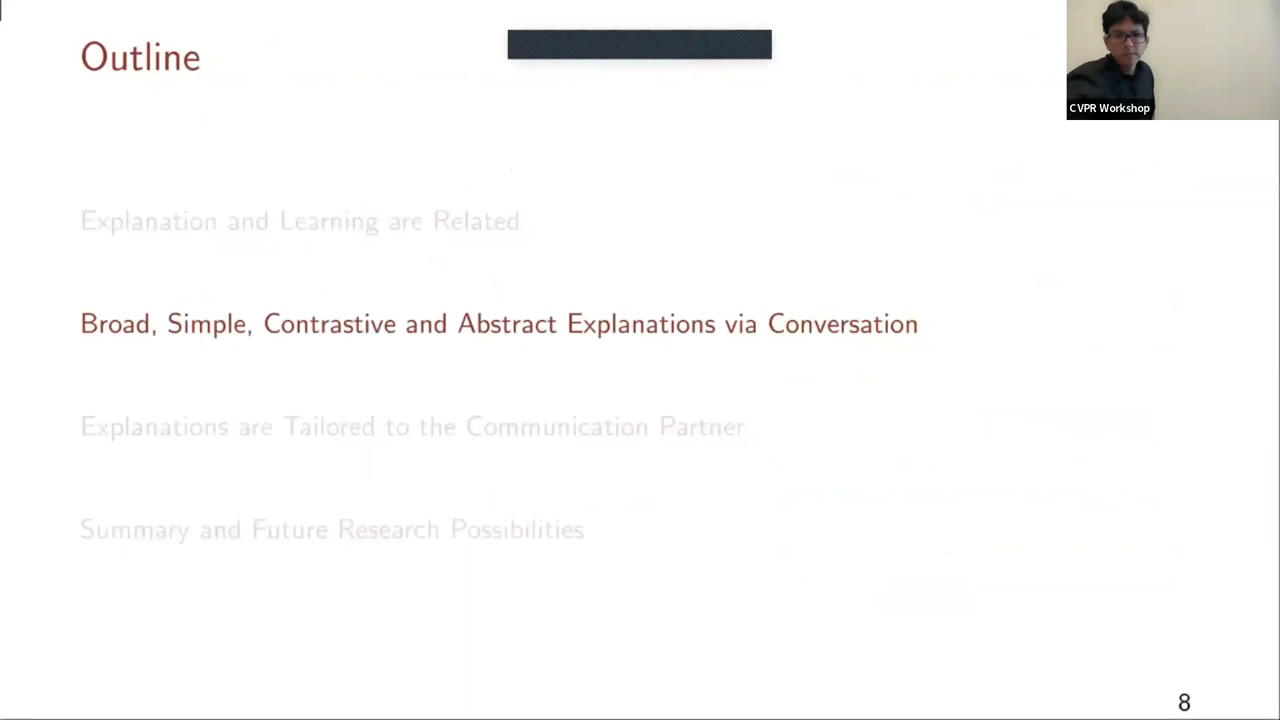 Outline
CVPR Workshop
Explanation and Learning are Related
Broad, Simple, Contrastive and Abstract Explanations via Conversation
Explanations are Tailored to the Communication Partner
Summary and Future Research Possibilities
8